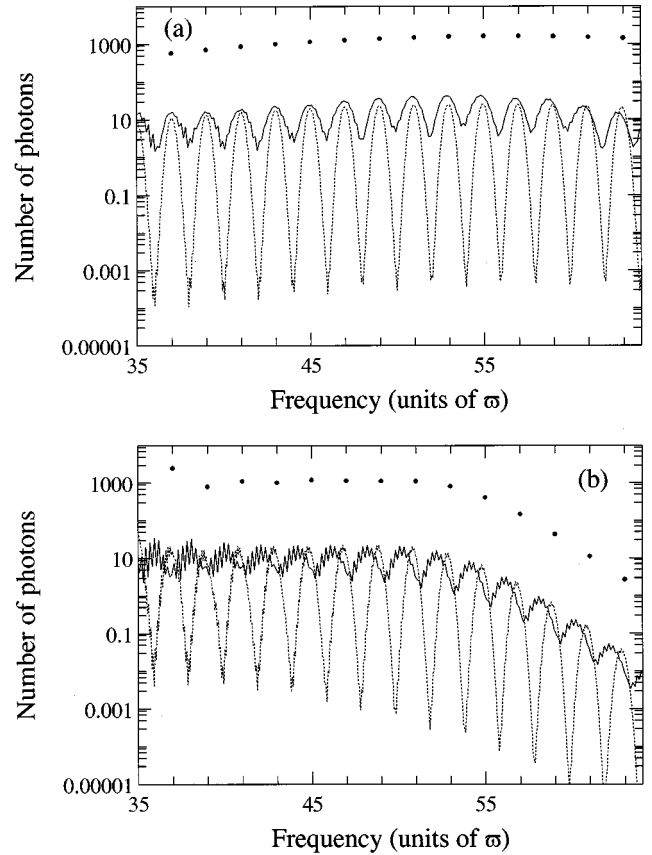 (a)
1000
10
0.1
0.001
0.00001
Number of photons
35
45
55
Frequency (units of ϖ)
(b)
1000
10
0.1
0.001
0.00001
Number of photons
35
45
55
Frequency (units of ϖ)